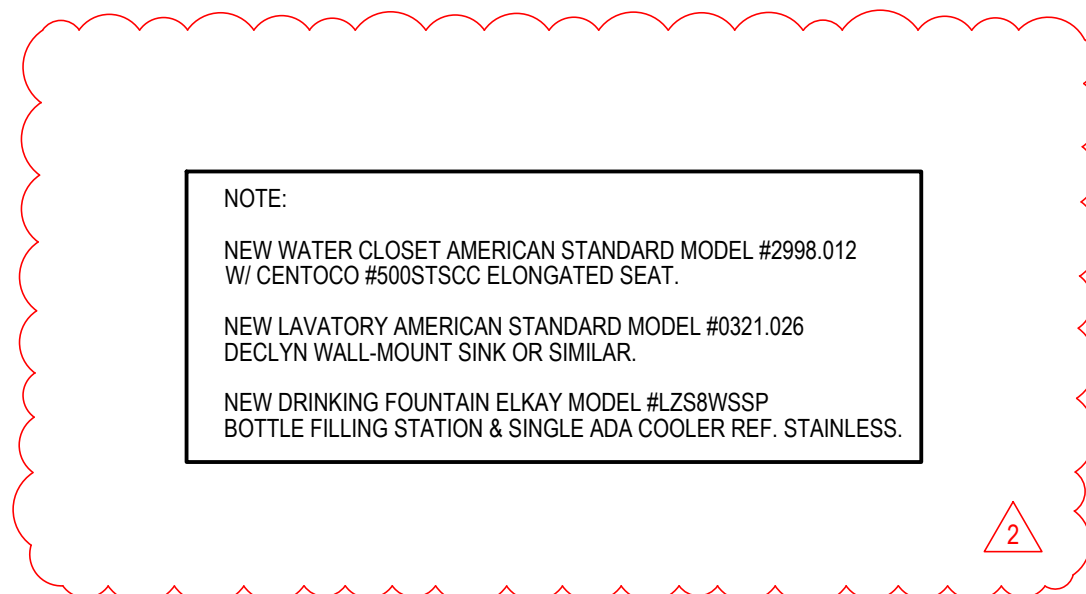 NOTE:
NEW WATER CLOSET AMERICAN STANDARD MODEL #2998.012
W/ CENTOCO #500STSCC ELONGATED SEAT.
NEW LAVATORY AMERICAN STANDARD MODEL #0321.026
DECLYN WALL-MOUNT SINK OR SIMILAR.
NEW DRINKING FOUNTAIN ELKAY MODEL #LZS8WSSP
BOTTLE FILLING STATION & SINGLE ADA COOLER REF. STAINLESS.
2